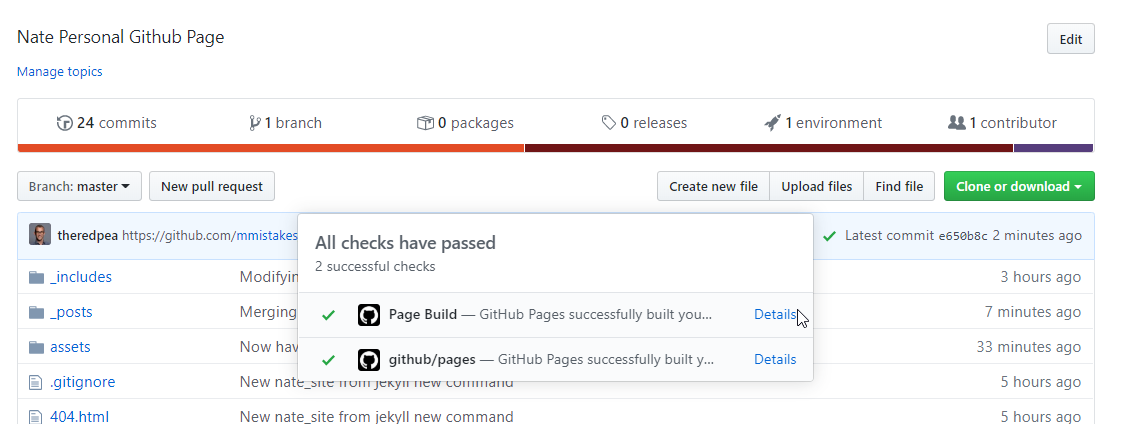 Nate Personal Github Page
Edit
Manage topics
24 commits 1 branch 0 packages 0 releases 1 environment 1 contributor
Branch: master New pull request Create new file Upload files Find file Clone or download
theredpea https://github.com/mmistakes Latest commit e650b8c 2 minutes ago
All checks have passed
2 successful checks
_includes Modifyin 3 hours ago
Page Build — GitHub Pages successfully built you... Details
_posts Merging 7 minutes ago
github/pages — GitHub Pages successfully built y... Details
assets Now hav 33 minutes ago
.gitignore New nate_site from jekyll new command 5 hours ago
404.html New nate_site from jekyll new command 5 hours ago